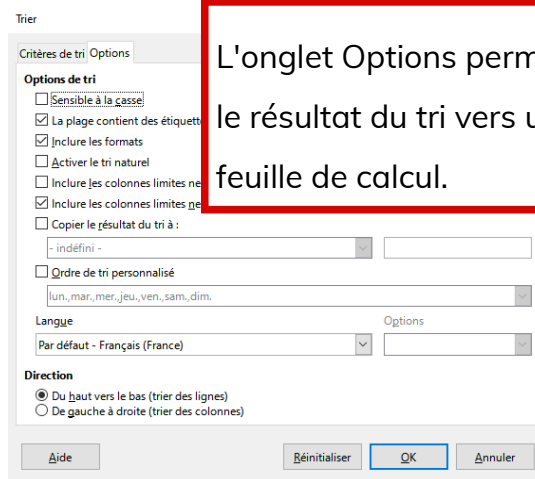 Trier
Critères de tri Options
Options de tri
Sensible à la casse
La plage contient des
Inclure les formats
Activer le tri naturel
Inclure les colonnes limites
Inclure les colonnes limites
Copier le résultat du tri à :
- indéfini -
Ordre de tri personnalisé
lun.,mar.,mer.,jeu.,ven.,sam.,dim.
Langue Options
Par défaut - Français (France)
Direction
Du haut vers le bas (trier des lignes)
De gauche à droite (trier des colonnes)
Aide Réinitialiser OK Annuler
L'onglet Options
le résultat du tri vers
feuille de calcul.